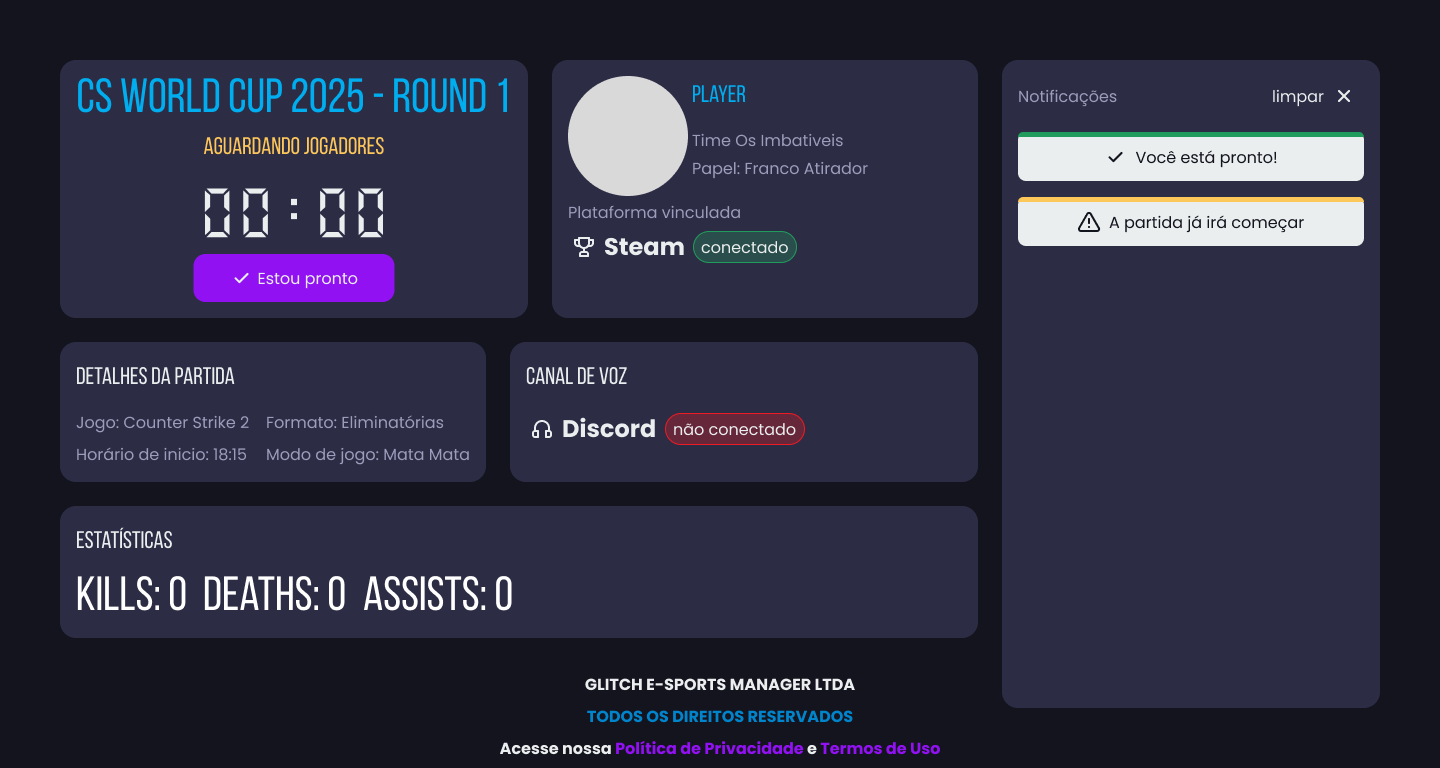 CS WORLD CUP 2025 - ROUND 1
AGUARDANDO JOGADORES
00:00
Estou pronto
PLAYER
Time Os Imbativeis
Papel: Franco Atirador
Plataforma vinculada
Steam conectado
Notificações limpar
Você está pronto!
A partida já irá começar
DETALHES DA PARTIDA
Jogo: Counter Strike 2 Formato: Eliminatórias
Horário de inicio: 18:15 Modo de jogo: Mata Mata
CANAL DE VOZ
Discord não conectado
ESTATÍSTICAS
KILLS: 0 DEATHS: 0 ASSISTS: 0
GLITCH E-SPORTS MANAGER LTDA
TODOS OS DIREITOS RESERVADOS
Acesse nossa Política de Privacidade e Termos de Uso